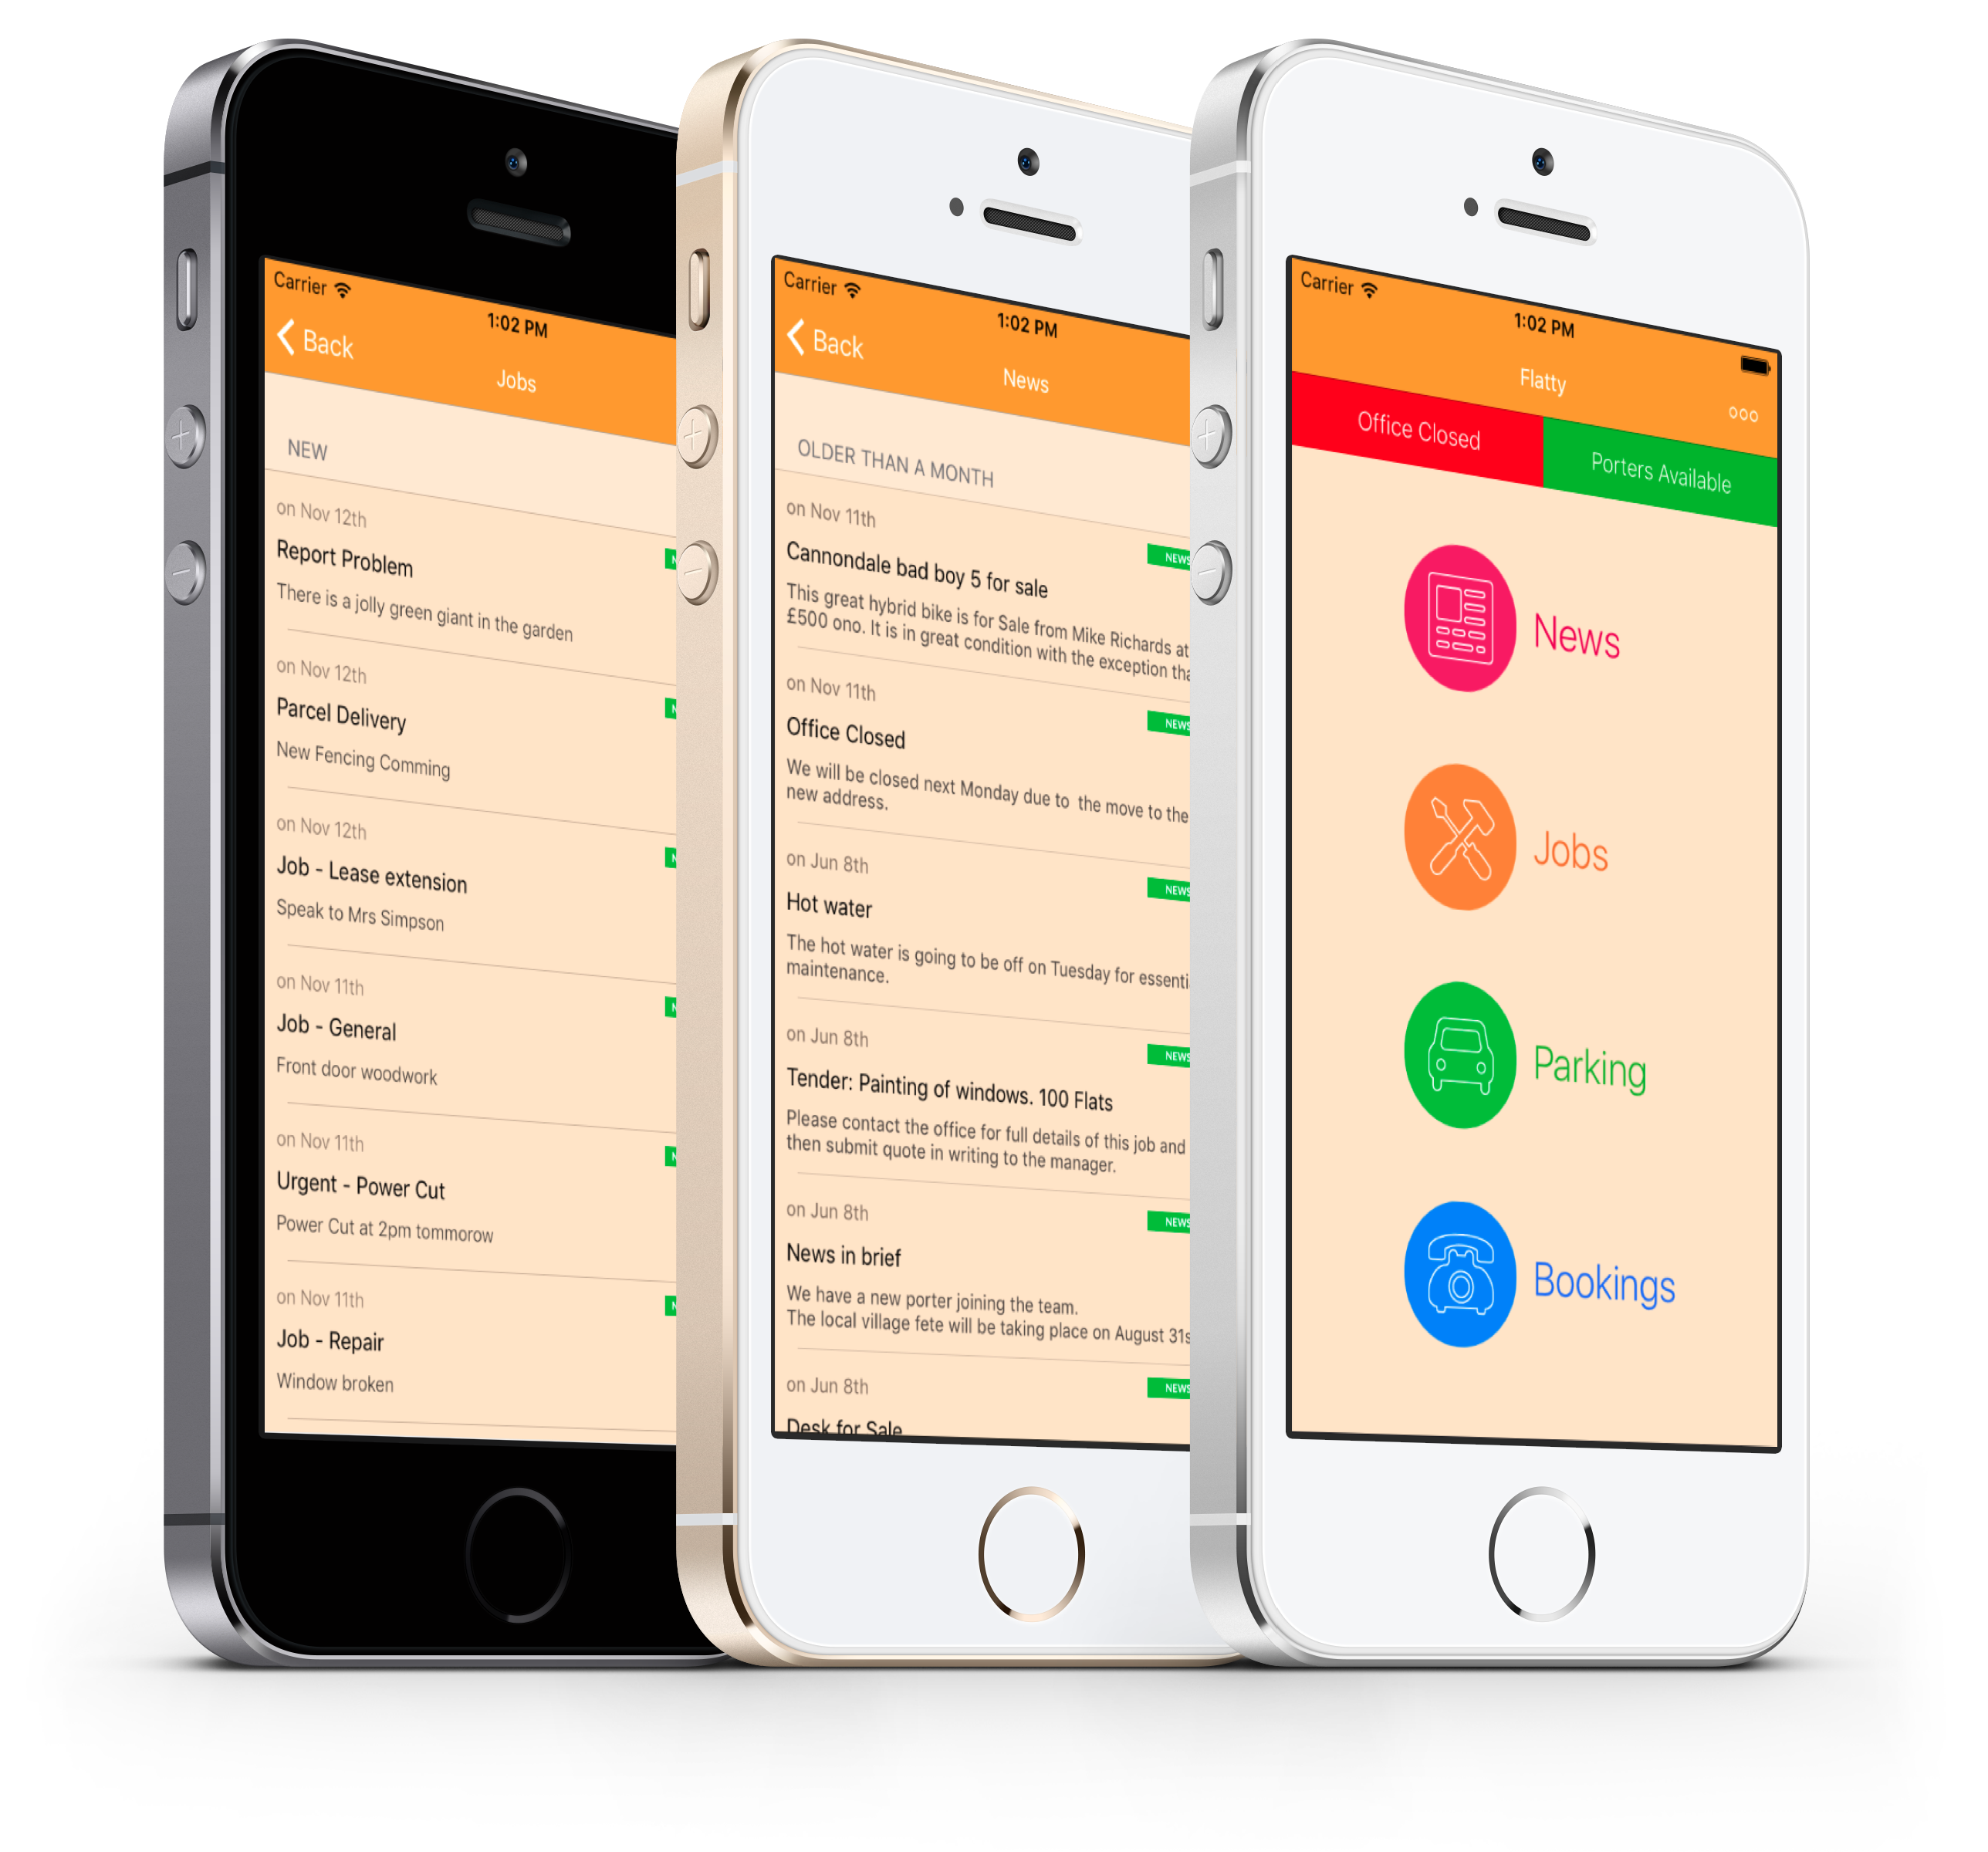 Carrier
1:02 PM
Back
Jobs
NEW
on Nov 12th
Report Problem
There is a jolly green giant in the garden
on Nov 12th
Parcel Delivery
New Fencing Comming
on Nov 12th
Job - Lease extension
Speak to Mrs Simpson
on Nov 11th
Job - General
Front door woodwork
on Nov 11th
Urgent - Power Cut
Power Cut at 2pm tommorow
on Nov 11th
Job - Repair
Window broken
Carrier
1:02 PM
Back
News
OLDER THAN A MONTH
on Nov 11th
NEWS
Cannondale bad boy 5 for sale
This great hybrid bike is for Sale from Mike Richards at
£500 ono. It is in great condition with the exception
on Nov 11th
NEWS
Office Closed
We will be closed next Monday due to the move to the
new address.
on Jun 8th
NEWS
Hot water
The hot water is going to be off on Tuesday for
maintenance.
on Jun 8th
NEWS
Tender: Painting of windows. 100 Flats
Please contact the office for full details of this job and
then submit quote in writing to the manager.
on Jun 8th
NEWS
News in brief
We have a new porter joining the team.
The local village fete will be taking place on August 31s
on Jun 8th
NEWS
Desk for Sale
Carrier
1:02 PM
Flatty
Office Closed
Porters Available
News
Jobs
Parking
Bookings